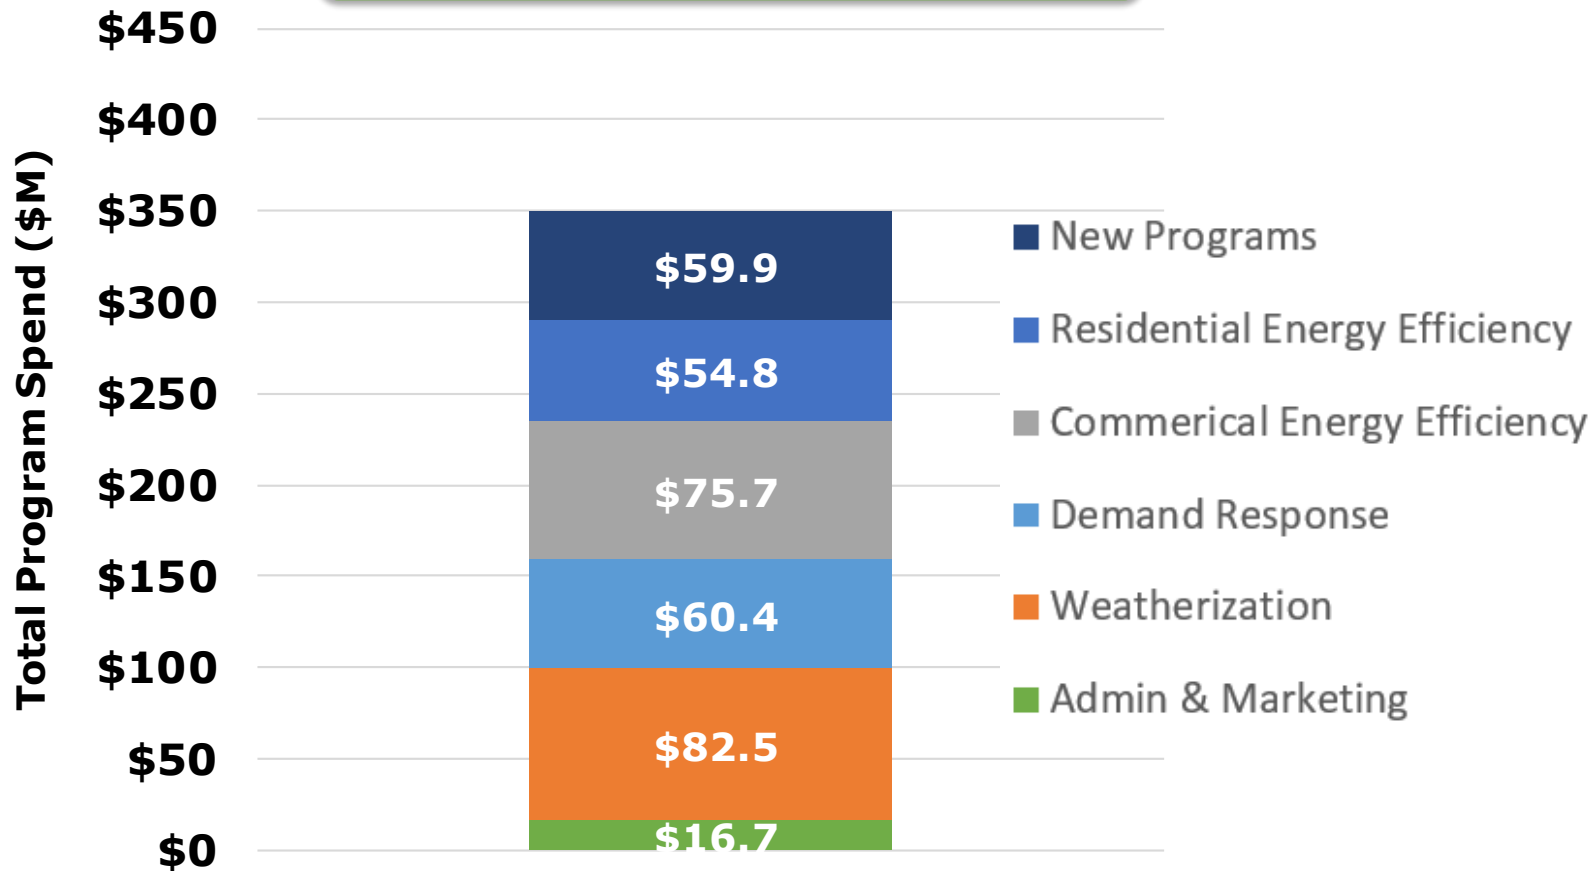 Total Program Spend ($M)
$450
$400
$350
$300
$250
$200
$150
$100
$50
$0
$59.9
$54.8
$75.7
$60.4
$82.5
$16.7
New Programs
Residential Energy Efficiency
Commerical Energy Efficiency
Demand Response
Weatherization
Admin & Marketing